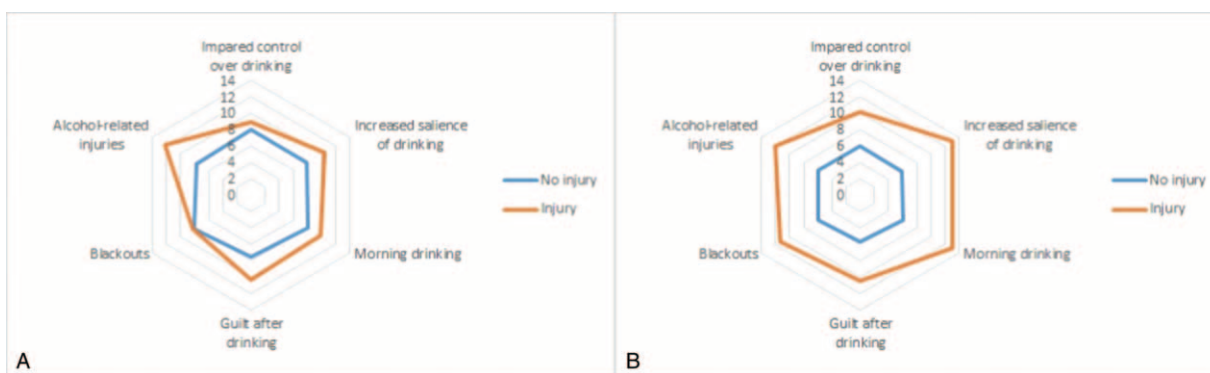 Impared control
over drinking
14
12
10
8
6
4
2
0
Increased salience
of drinking
Morning drinking
Guilt after
drinking
Blackouts
Alcohol-related
injuries
No injury
Injury
A
Impared control
over drinking
14
12
10
8
6
4
2
0
Increased salience
of drinking
Morning drinking
Guilt after
drinking
Blackouts
Alcohol-related
injuries
No injury
Injury
B